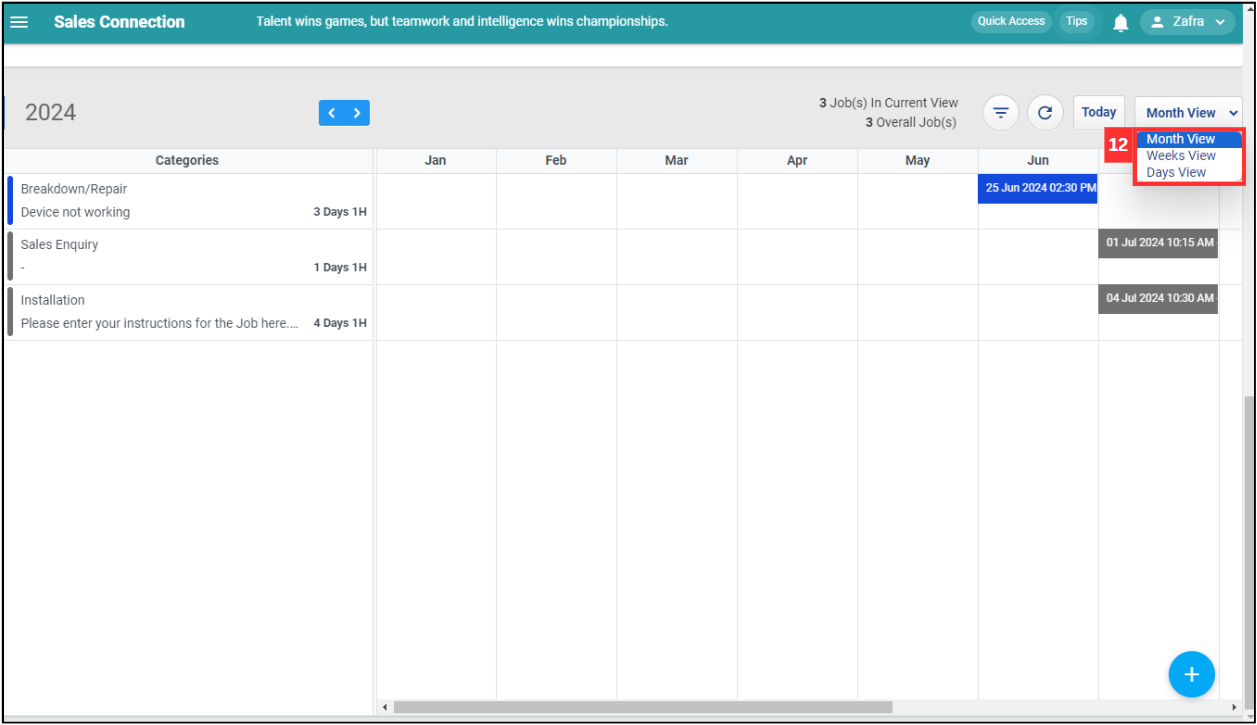 Sales Connection
Talent wins games, but teamwork and intelligence wins championships.
Quick Access
Tips
Zafra
2024
3 Job(s) In Current View
3 Overall Job(s)
Today
Month View
12
Month View
Weeks View
Days View
Categories
Jan
Feb
Mar
Apr
May
Jun
Breakdown/Repair
Device not working
3 Days 1H
25 Jun 2024 02:30 PM
Sales Enquiry
-
1 Days 1H
01 Jul 2024 10:15 AM
Installation
Please enter your instructions for the Job here....
4 Days 1H
04 Jul 2024 10:30 AM
+